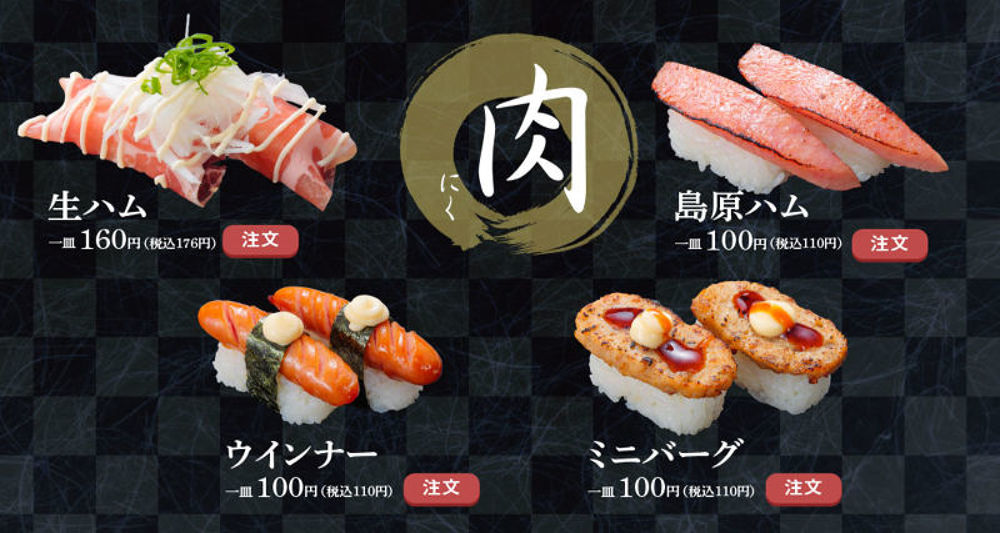 肉
にく
生ハム
一皿 160円(税込176円)
注文
島原ハム
一皿 100円(税込110円)
注文
ウインナー
一皿 100円(税込110円)
注文
ミニバーグ
一皿 100円(税込110円)
注文